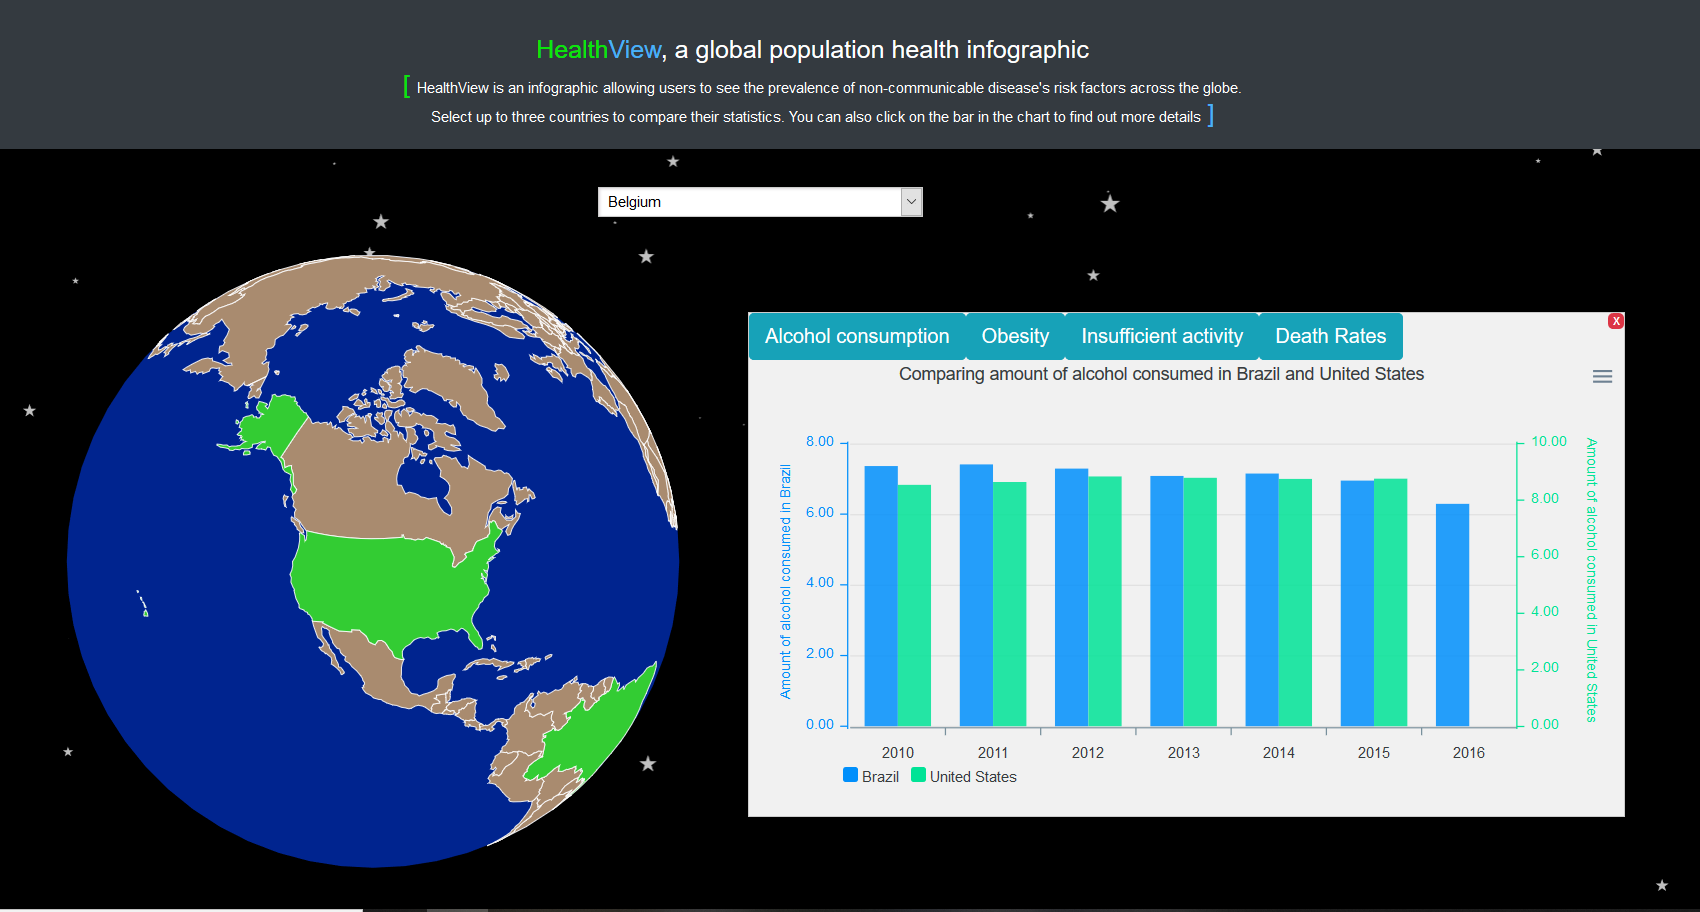 HealthView, a global population health infographic
[ HealthView is an infographic allowing users to see the prevalence of non-communicable disease's risk factors across the globe.
Select up to three countries to compare their statistics. You can also click on the bar in the chart to find out more details ]
Belgium
X
Alcohol consumption Obesity Insufficient activity Death Rates
Comparing amount of alcohol consumed in Brazil and United States
Amount of alcohol consumed in Brazil
8.00
6.00
4.00
2.00
0.00
10.00
8.00
6.00
4.00
2.00
0.00
Amount of alcohol consumed in United States
2010 2011 2012 2013 2014 2015 2016
Brazil United States